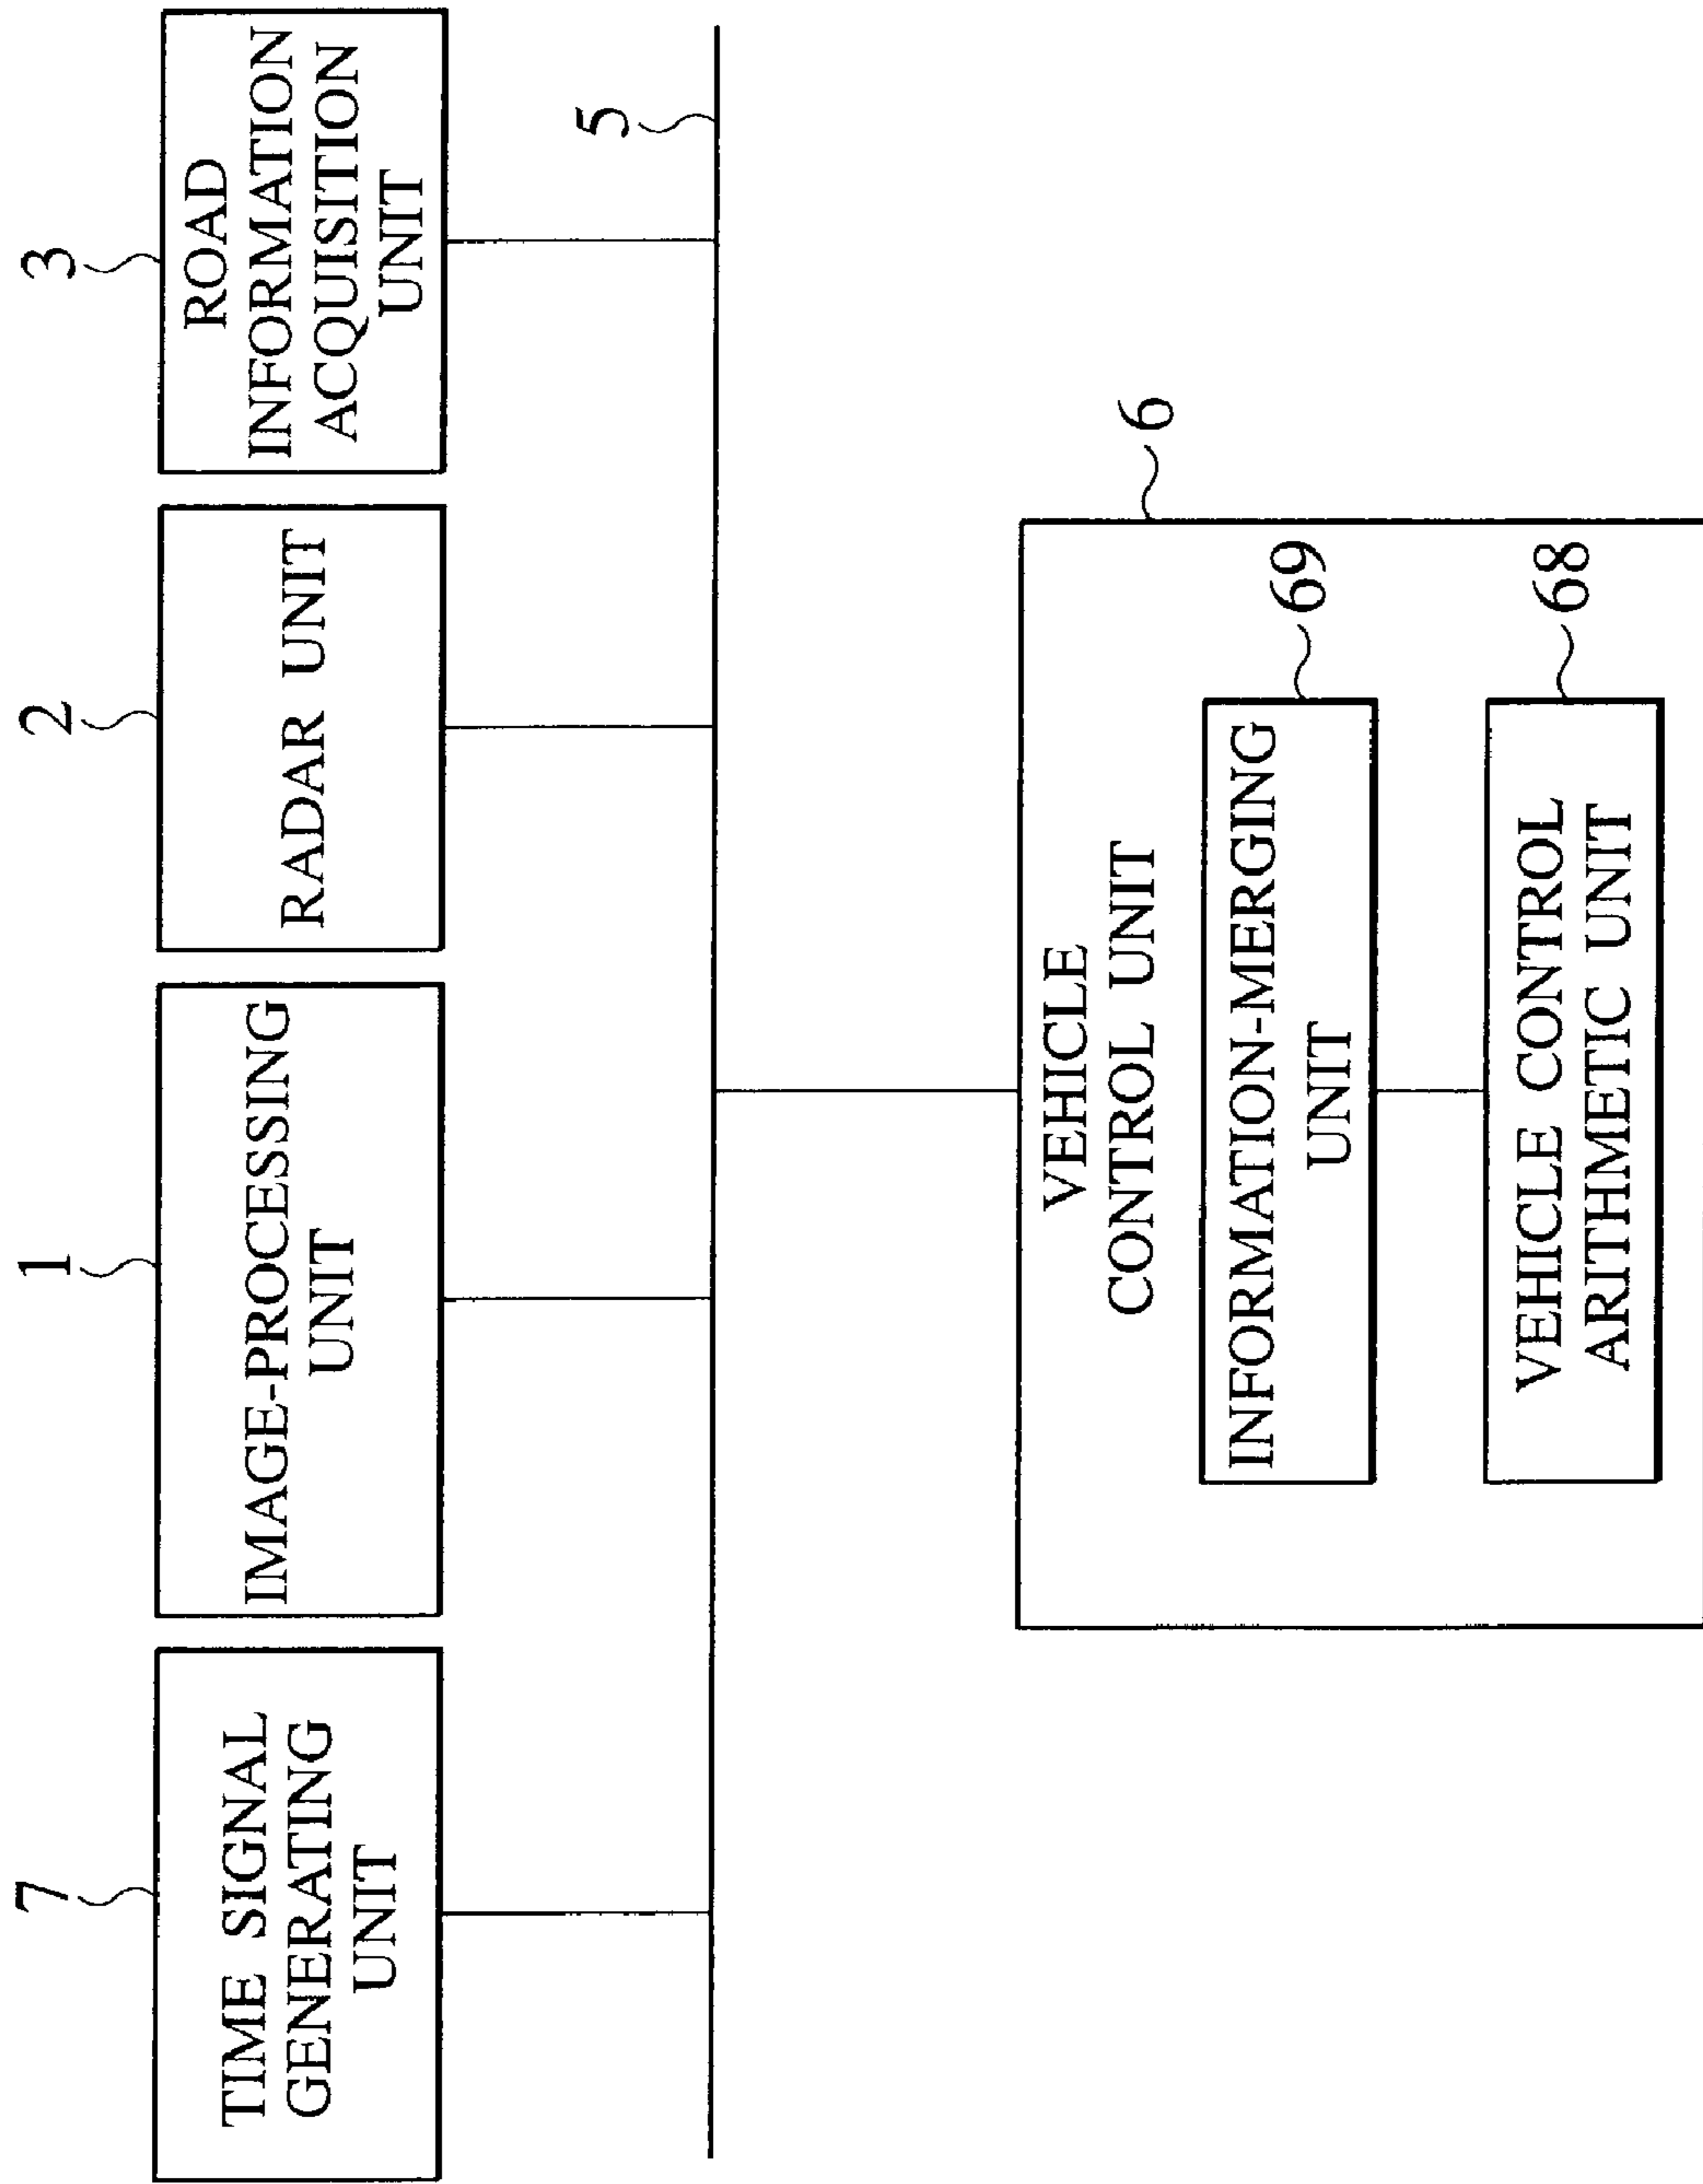 7
TIME SIGNAL
GENERATING
UNIT
1
IMAGE-PROCESSING
UNIT
2
RADAR UNIT
3
ROAD
INFORMATION
ACQUISITION
UNIT
5
6
VEHICLE
CONTROL UNIT
INFORMATION-MERGING
UNIT
69
VEHICLE CONTROL
ARITHMETIC UNIT
68